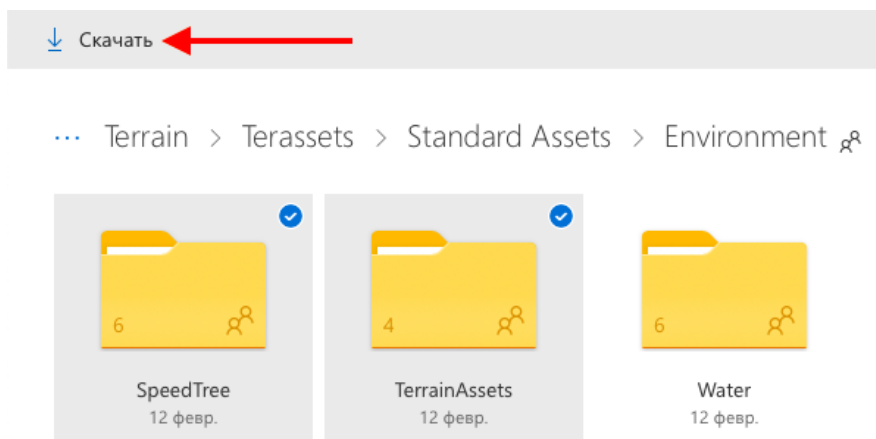 Скачать
... Terrain > Terassets > Standard Assets > Environment
6
4
6
SpeedTree
TerrainAssets
Water
12 февр.
12 февр.
12 февр.